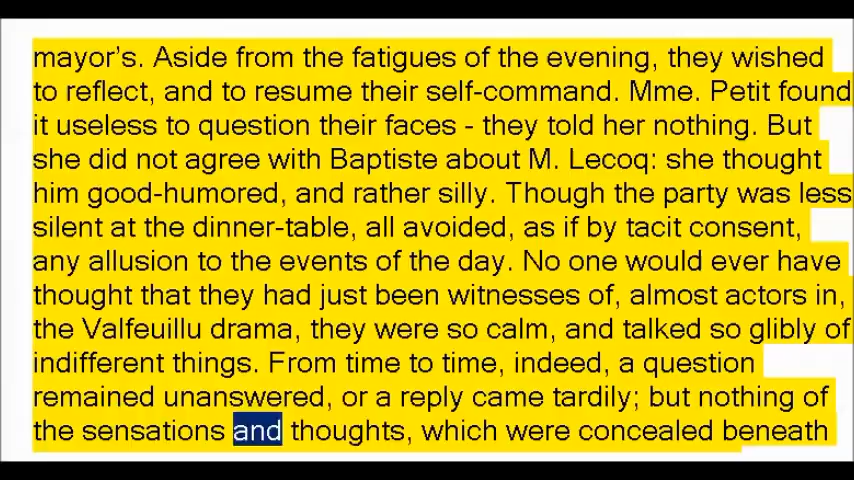 mayor’s. Aside from the fatigues of the evening, they wished
to reflect, and to resume their self-command. Mme. Petit found
it useless to question their faces - they told her nothing. But
she did not agree with Baptiste about M. Lecoq: she thought
him good-humored, and rather silly. Though the party was less
silent at the dinner-table, all avoided, as if by tacit consent,
any allusion to the events of the day. No one would ever have
thought that they had just been witnesses of, almost actors in,
the Valfeuillu drama, they were so calm, and talked so glibly of
indifferent things. From time to time, indeed, a question
remained unanswered, or a reply came tardily; but nothing of
the sensations and thoughts, which were concealed beneath